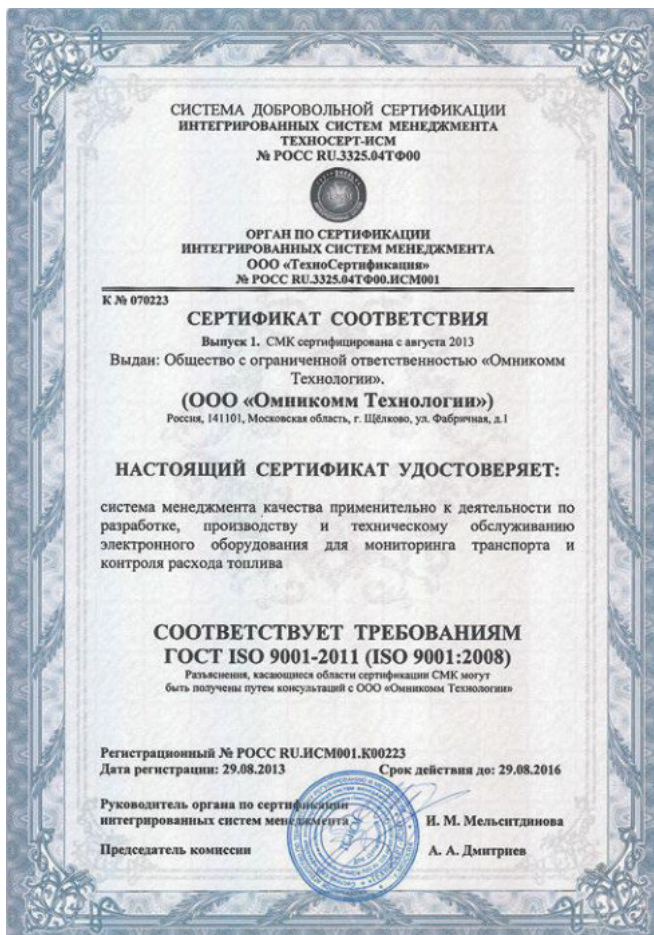 СИСТЕМА ДОБРОВОЛЬНОЙ СЕРТИФИКАЦИИ
ИНТЕГРИРОВАННЫХ СИСТЕМ МЕНЕДЖМЕНТА
ТЕХНОСЕРТ-ИСМ
№ РОСС RU.3325.04ТФ00
ОРГАН ПО СЕРТИФИКАЦИИ
ИНТЕГРИРОВАННЫХ СИСТЕМ МЕНЕДЖМЕНТА
ООО «ТехноСертификация»
№ РОСС RU.3325.04ТФ00.ИСМ001
К № 070223
СЕРТИФИКАТ СООТВЕТСТВИЯ
Выпуск 1. СМК сертифицирована с августа 2013
Выдан: Общество с ограниченной ответственностью «Омникомм
Технологии».
(ООО «Омникомм Технологии»)
Россия, 141101, Московская область, г. Щёлково, ул. Фабричная, д.1
НАСТОЯЩИЙ СЕРТИФИКАТ УДОСТОВЕРЯЕТ:
система менеджмента качества применительно к деятельности по
разработке, производству и техническому обслуживанию
электронного оборудования для мониторинга транспорта и
контроля расхода топлива
СООТВЕТСТВУЕТ ТРЕБОВАНИЯМ
ГОСТ ISO 9001-2011 (ISO 9001:2008)
Разъяснения, касающиеся области сертификации СМК могут
быть получены путем консультаций с ООО «Омникомм Технологии»
Регистрационный № РОСС RU.ИСМ001.К00223
Дата регистрации: 29.08.2013 Срок действия до: 29.08.2016
Руководитель органа по сертификации
интегрированных систем менеджмента И. М. Мельситдинова
Председатель комиссии А. А. Дмитриев